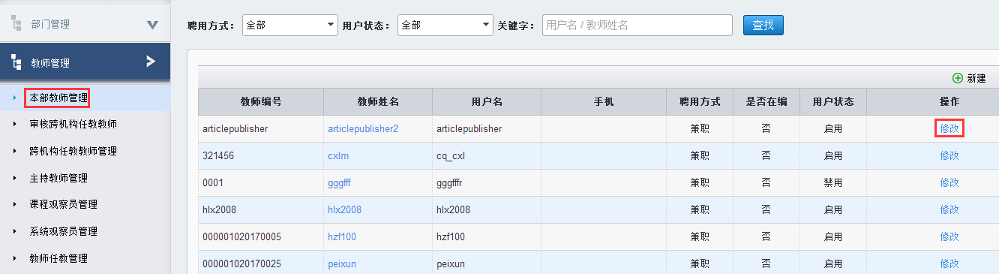 部门管理
教师管理
本部教师管理
审核跨机构任教教师
跨机构任教教师管理
主持教师管理
课程观察员管理
系统观察员管理
教师任教管理
聘用方式： 全部 用户状态： 全部 关键字： 用户名 / 教师姓名 查找
新建
教师编号 教师姓名 用户名 手机 聘用方式 是否在编 用户状态 操作
articlepublisher articlepublisher2 articlepublisher 兼职 否 启用 修改
321456 cxlm cq_cxl 兼职 否 启用 修改
0001 gggfff gggfffr 兼职 否 禁用 修改
hlx2008 hlx2008 hlx2008 兼职 否 启用 修改
000001020170005 hzf100 hzf100 兼职 否 启用 修改
000001020170025 peixun peixun 兼职 否 启用 修改